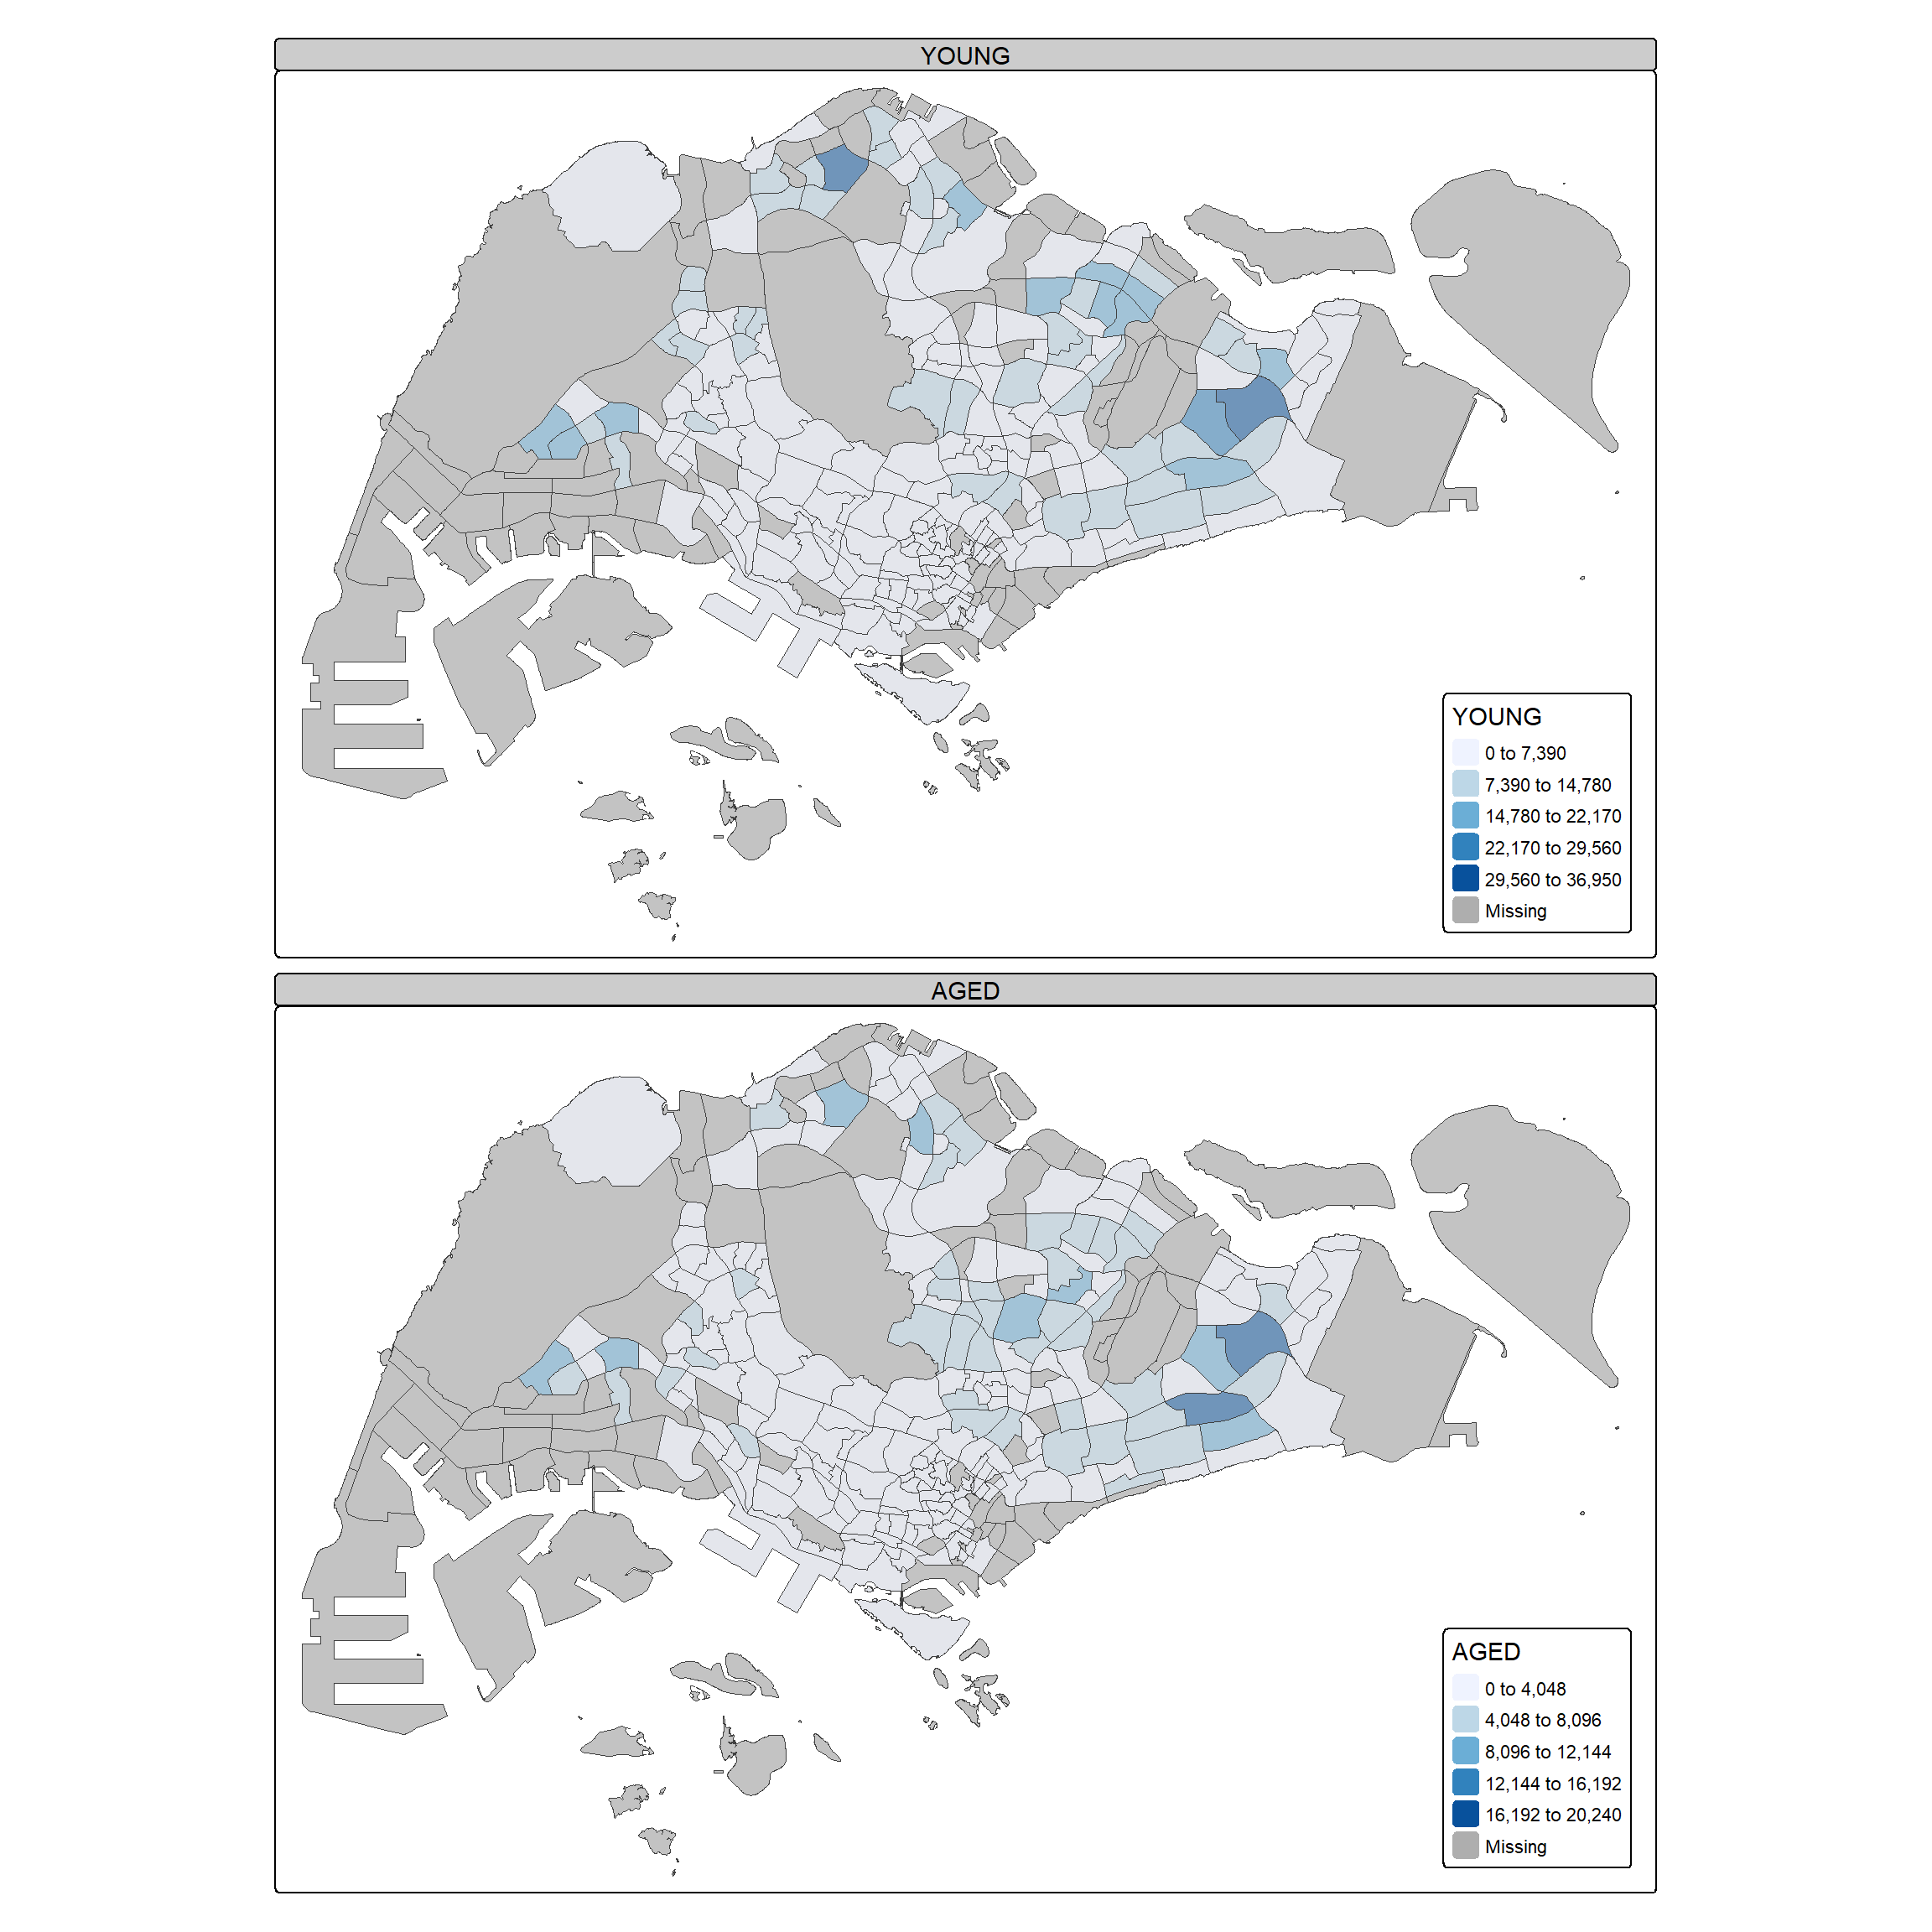 YOUNG
YOUNG
0 to 7,390
7,390 to 14,780
14,780 to 22,170
22,170 to 29,560
29,560 to 36,950
Missing
AGED
AGED
0 to 4,048
4,048 to 8,096
8,096 to 12,144
12,144 to 16,192
16,192 to 20,240
Missing